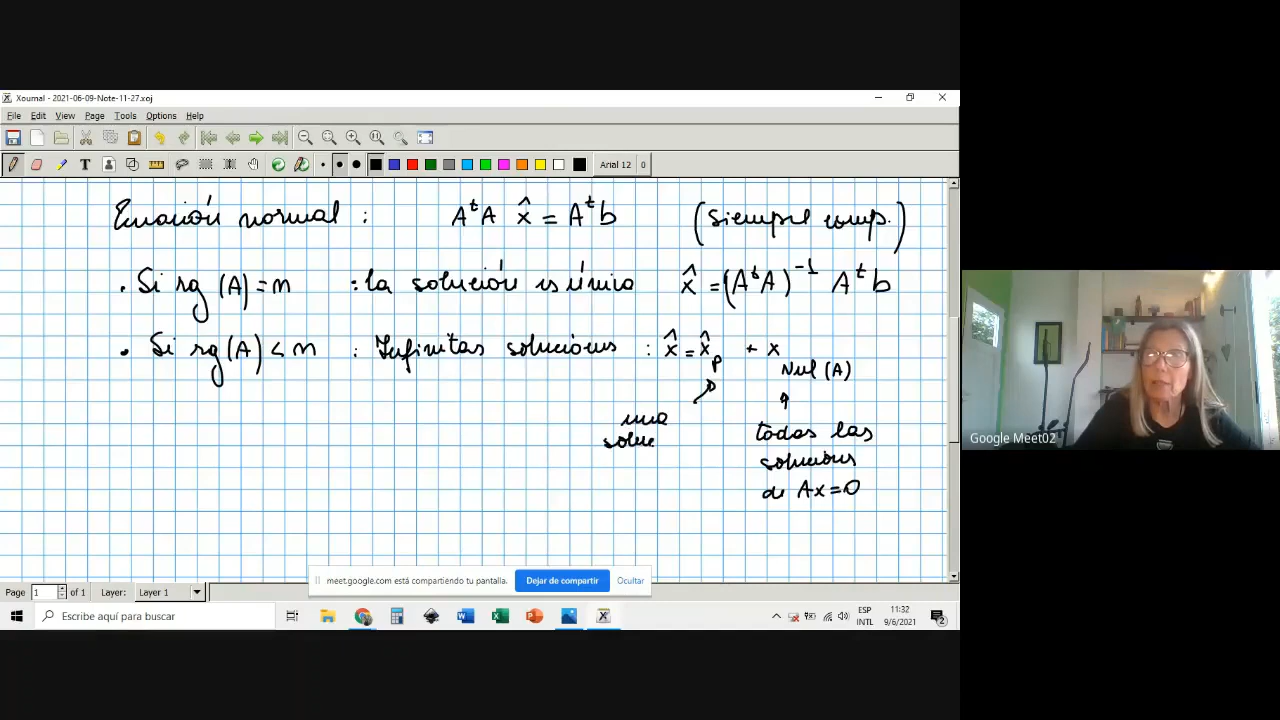 Xournal - 2021-06-09-Note-11-27.xoj
File Edit View Page Tools Options Help
Arial 12 0
Ecuación normal : AᵗA x̂ = Aᵗb (siempre comp.)
· Si rg (A) = n : la solución es única x̂ = (AᵗA)⁻¹ Aᵗb
· Si rg (A) < n : Infinitas soluciones : x̂ = x̂p + x Nul (A)
una
soluc
todas las
soluciones
de Ax = 0
Google Meet02
meet.google.com está compartiendo tu pantalla. Dejar de compartir Ocultar
Page 1 of 1 Layer: Layer 1
Escribe aquí para buscar
ESP
INTL
11:32
9/6/2021
2